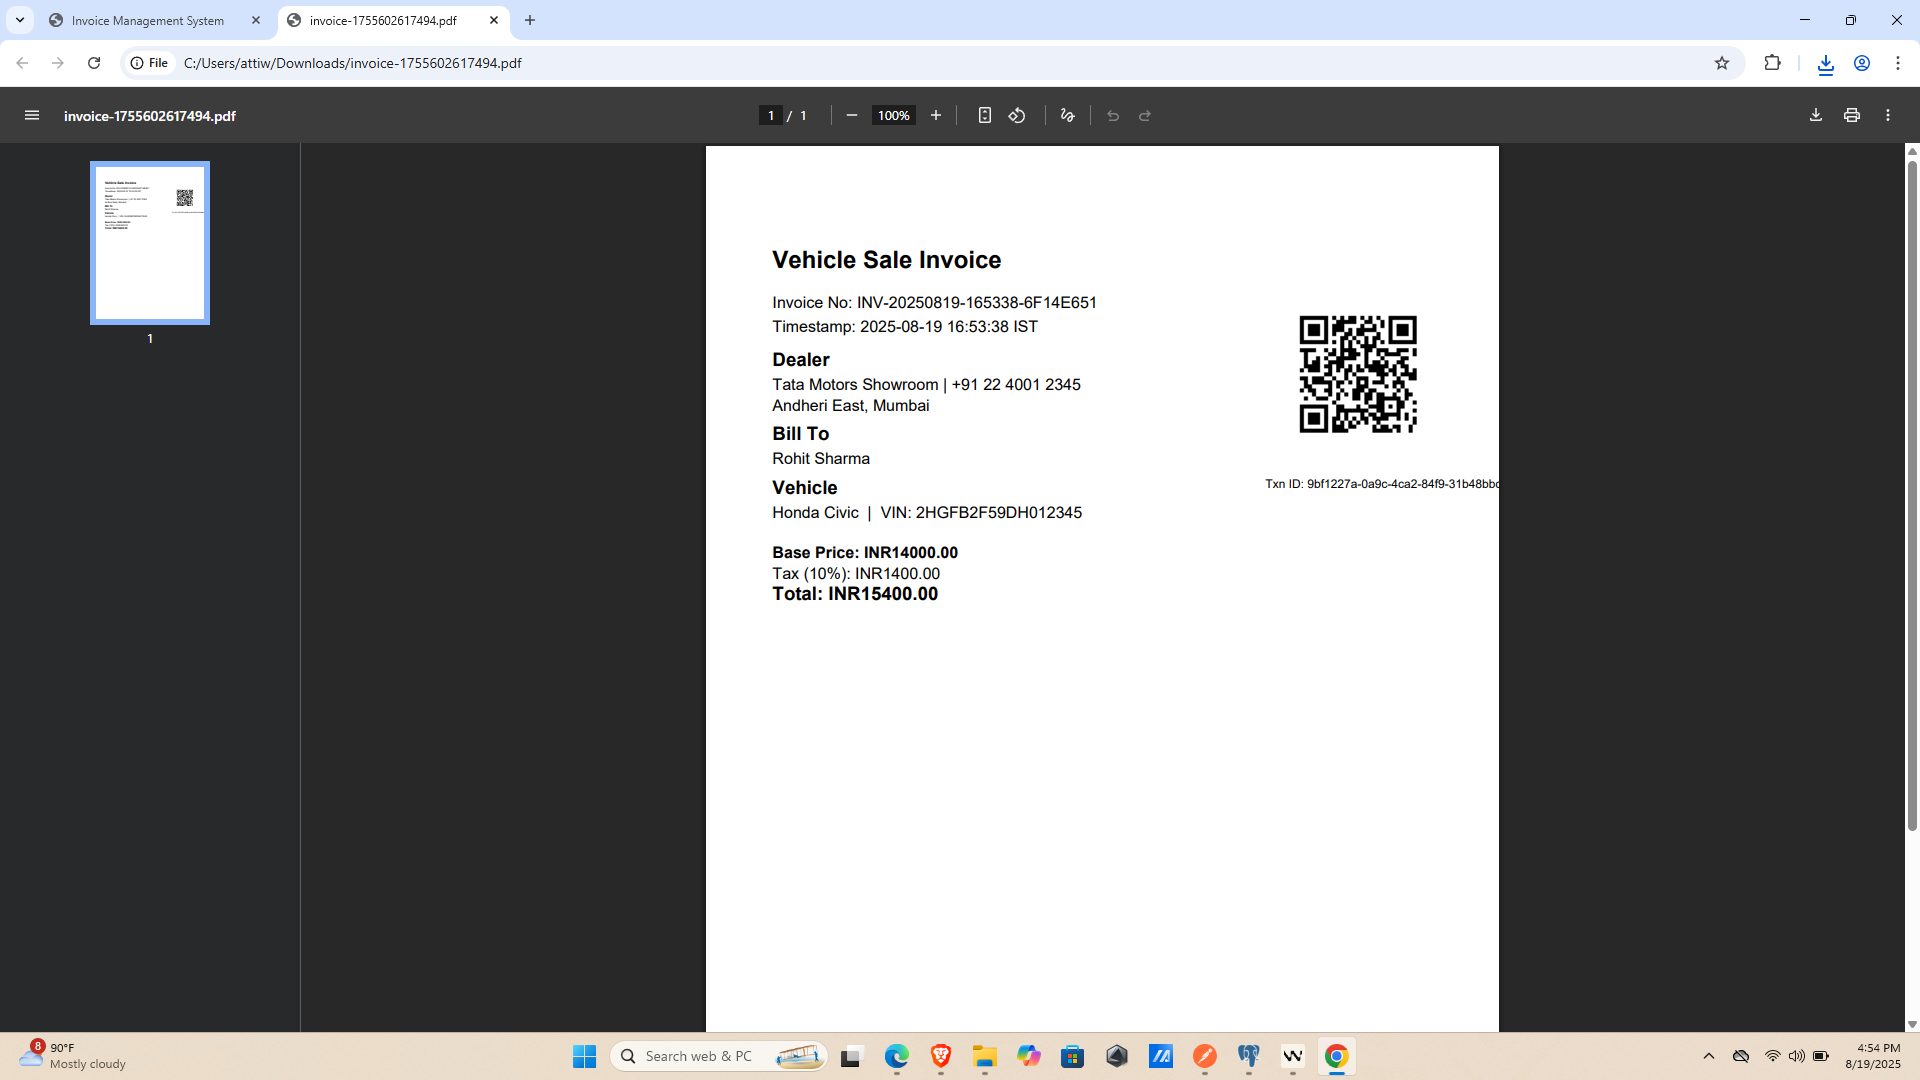 Invoice Management System
invoice-1755602617494.pdf
File
C:/Users/attiw/Downloads/invoice-1755602617494.pdf
invoice-1755602617494.pdf
1 / 1
100%
1
Vehicle Sale Invoice
Invoice No: INV-20250819-165338-6F14E651
Timestamp: 2025-08-19 16:53:38 IST
Dealer
Tata Motors Showroom | +91 22 4001 2345
Andheri East, Mumbai
Bill To
Rohit Sharma
Vehicle
Honda Civic | VIN: 2HGFB2F59DH012345
Txn ID: 9bf1227a-0a9c-4ca2-84f9-31b48bb
Base Price: INR14000.00
Tax (10%): INR1400.00
Total: INR15400.00
8
90°F
Mostly cloudy
Search web & PC
4:54 PM
8/19/2025